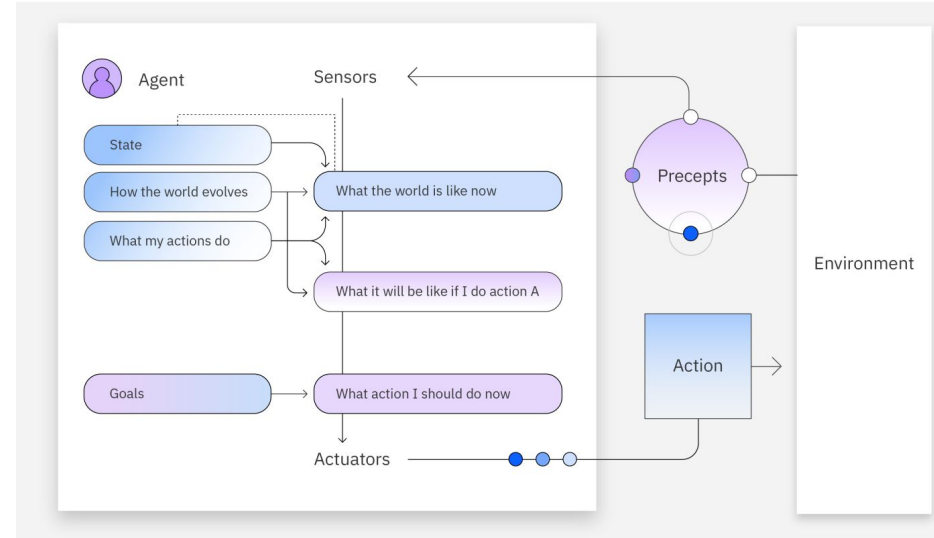 Agent
Sensors
State
How the world evolves
What the world is like now
What my actions do
What it will be like if I do action A
Goals
What action I should do now
Actuators
Precepts
Action
Environment